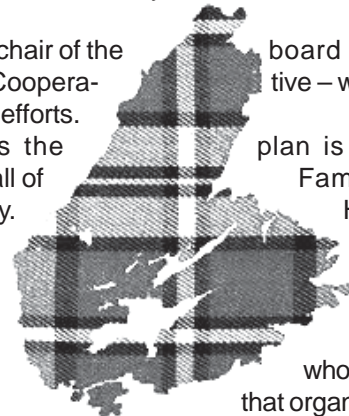 chair of the board
Coopera- tive – w
efforts.
s the plan is
all of Fam
y. H
who
that organ